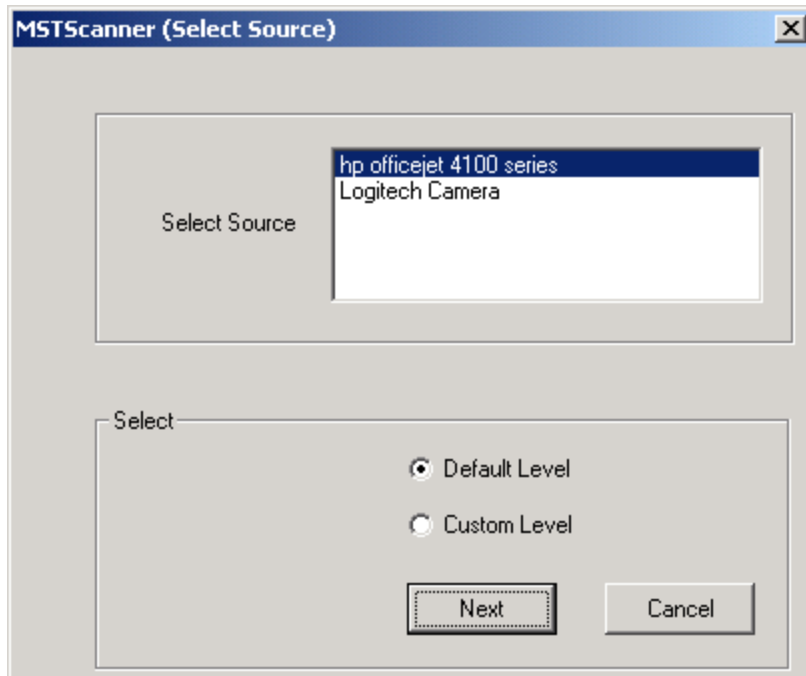 MSTScanner (Select Source)
hp officejet 4100 series
Logitech Camera
Select Source
Select
Default Level
Custom Level
Next Cancel